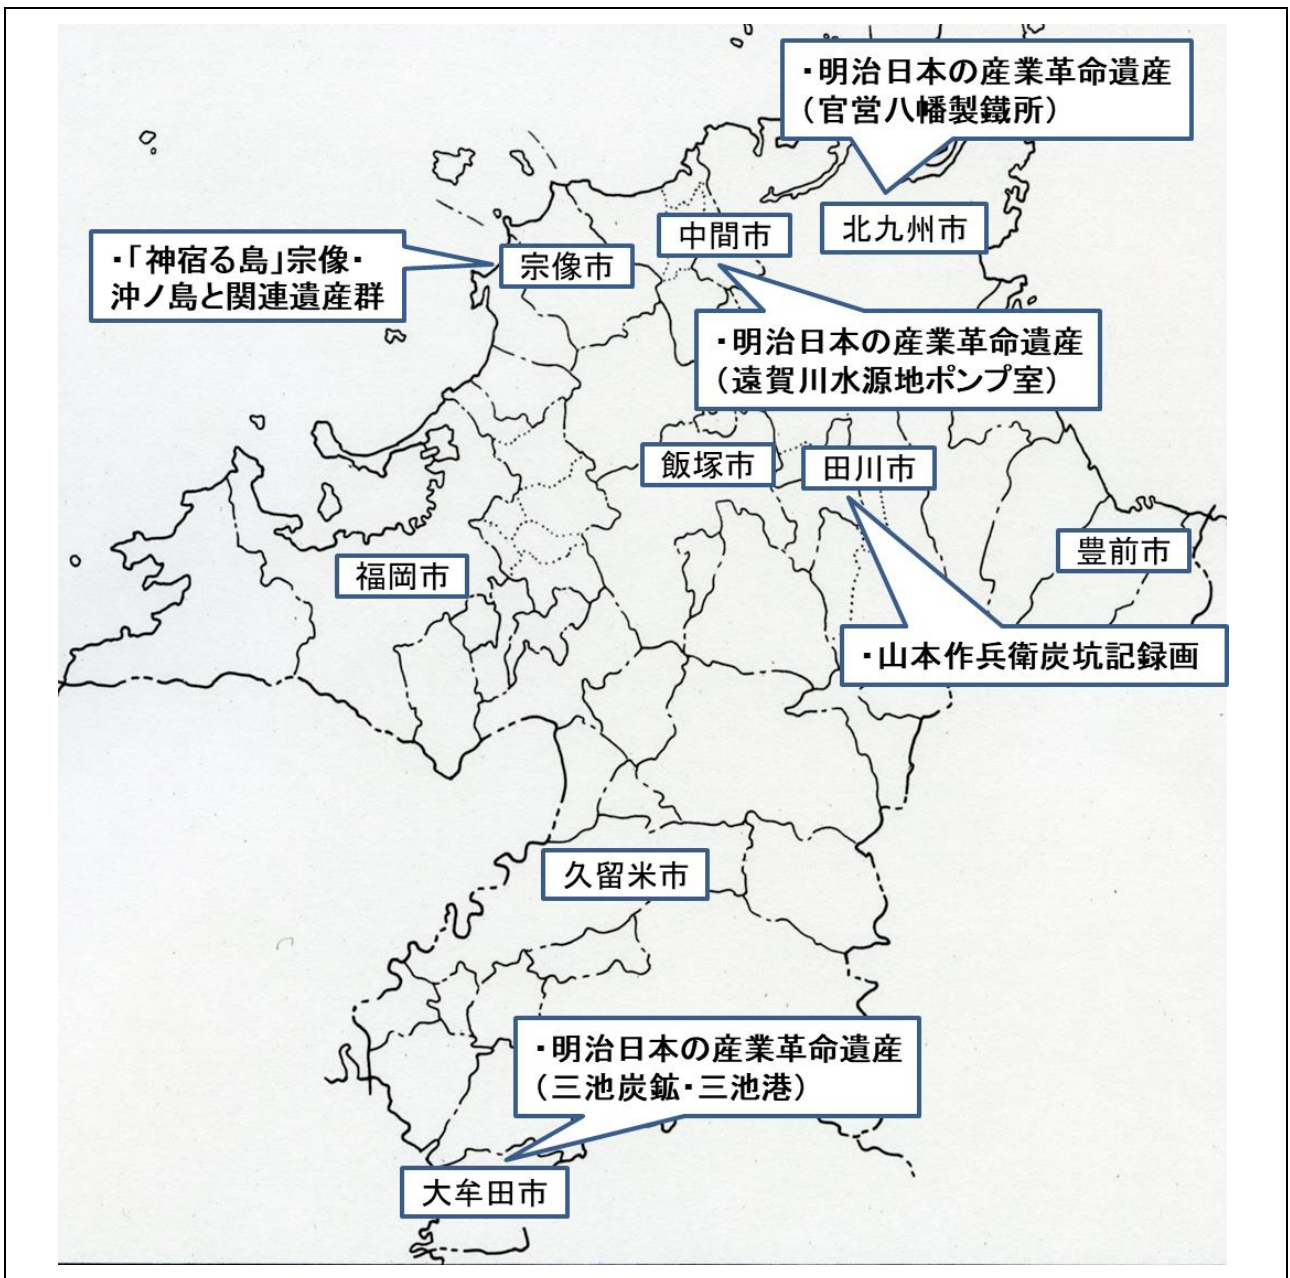 ・明治日本の産業革命遺産
(官営八幡製鐵所)
北九州市
中間市
・「神宿る島」宗像・
沖ノ島と関連遺産群
宗像市
・明治日本の産業革命遺産
(遠賀川水源地ポンプ室)
飯塚市
田川市
豊前市
福岡市
・山本作兵衛炭坑記録画
久留米市
・明治日本の産業革命遺産
(三池炭鉱・三池港)
大牟田市